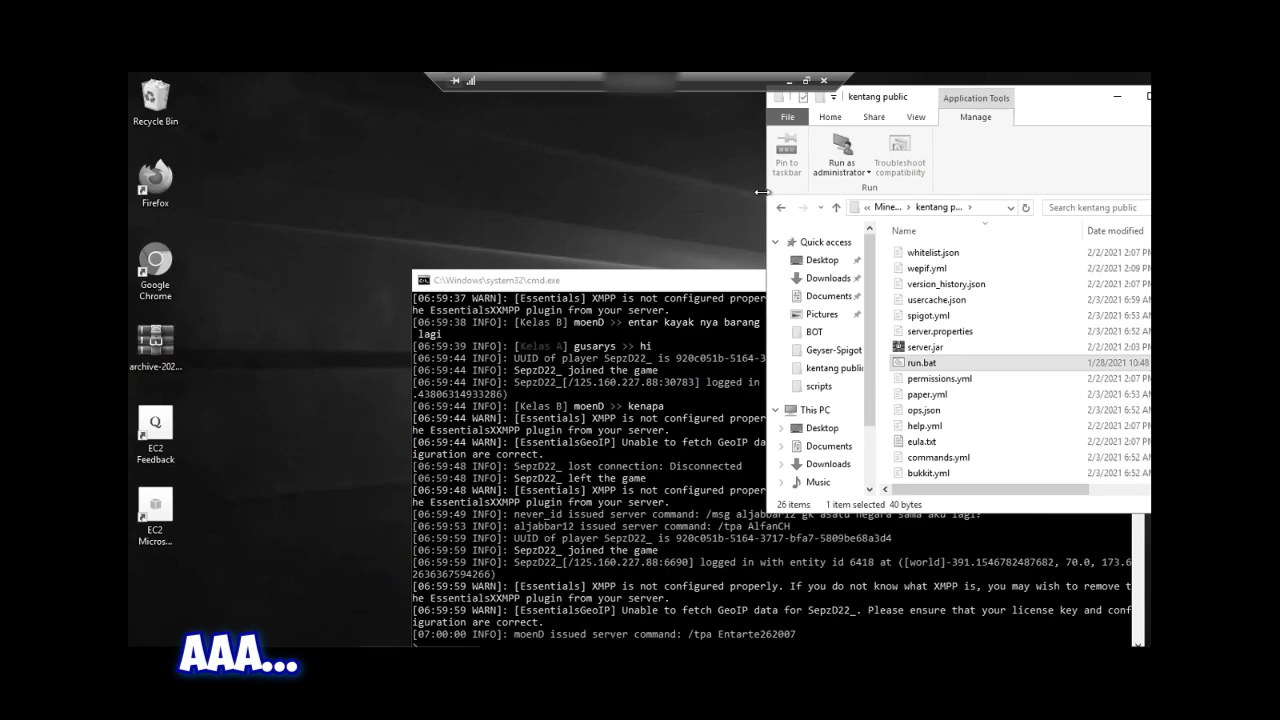 Recycle Bin
Firefox
Google
Chrome
archive-202...
EC2
Feedback
EC2
Micros...
kentang public
Application Tools
File
Home
Share
View
Manage
Pin to
taskbar
Run as
administrator
Troubleshoot
compatibility
Run
« Mine... › kentang p... ›
Search kentang public
Quick access
Desktop
Downloads
Documents
Pictures
BOT
Geyser-Spigot
kentang public
scripts
This PC
Desktop
Documents
Downloads
Music
Name
Date modified
whitelist.json 2/2/2021 2:07 PM
wepif.yml 2/2/2021 2:09 PM
version_history.json 2/2/2021 2:07 PM
usercache.json 2/3/2021 6:59 A
spigot.yml 2/3/2021 6:52 A
server.properties 2/3/2021 6:52 A
server.jar 2/2/2021 2:03 PM
run.bat 1/28/2021 10:48
permissions.yml 2/2/2021 2:07 PM
paper.yml 2/3/2021 6:53 A
ops.json 2/3/2021 6:52 A
help.yml 2/2/2021 2:07 PM
eula.txt 2/2/2021 2:07 PM
commands.yml 2/3/2021 6:52 A
bukkit.yml 2/3/2021 6:52 A
26 items 1 item selected 40 bytes
C:\Windows\system32\cmd.exe
[06:59:37 WARN]: [Essentials] XMPP is not configured proper
he EssentialsXXMPP plugin from your server.
[06:59:38 INFO]: [Kelas B] moenD >> entar kayak nya barang
lagi
[06:59:39 INFO]: [Kelas A] gusarys >> hi
[06:59:44 INFO]: UUID of player SepzD22_ is 920c051b-5164-3
[06:59:44 INFO]: SepzD22_ joined the game
[06:59:44 INFO]: SepzD22_[/125.160.227.88:30783] logged in
.43806314933286)
[06:59:44 INFO]: [Kelas B] moenD >> kenapa
[06:59:44 WARN]: [Essentials] XMPP is not configured proper
he EssentialsXXMPP plugin from your server.
[06:59:44 WARN]: [EssentialsGeoIP] Unable to fetch GeoIP da
iguration are correct.
[06:59:48 INFO]: SepzD22_ lost connection: Disconnected
[06:59:48 INFO]: SepzD22_ left the game
[06:59:48 WARN]: [Essentials] XMPP is not configured proper
he EssentialsXXMPP plugin from your server.
[06:59:49 INFO]: never_id issued server command: /msg aljabbar12 gk asatu negara sama aku lagi?
[06:59:53 INFO]: aljabbar12 issued server command: /tpa AlfanCH
[06:59:59 INFO]: UUID of player SepzD22_ is 920c051b-5164-3717-bfa7-5809be68a3d4
[06:59:59 INFO]: SepzD22_ joined the game
[06:59:59 INFO]: SepzD22_[/125.160.227.88:6690] logged in with entity id 6418 at ([world]-391.1546782487682, 70.0, 173.6
2636367594266)
[06:59:59 WARN]: [Essentials] XMPP is not configured properly. If you do not know what XMPP is, you may wish to remove t
he EssentialsXXMPP plugin from your server.
[06:59:59 WARN]: [EssentialsGeoIP] Unable to fetch GeoIP data for SepzD22_. Please ensure that your license key and conf
iguration are correct.
[07:00:00 INFO]: moenD issued server command: /tpa Entarte262007
AAA...